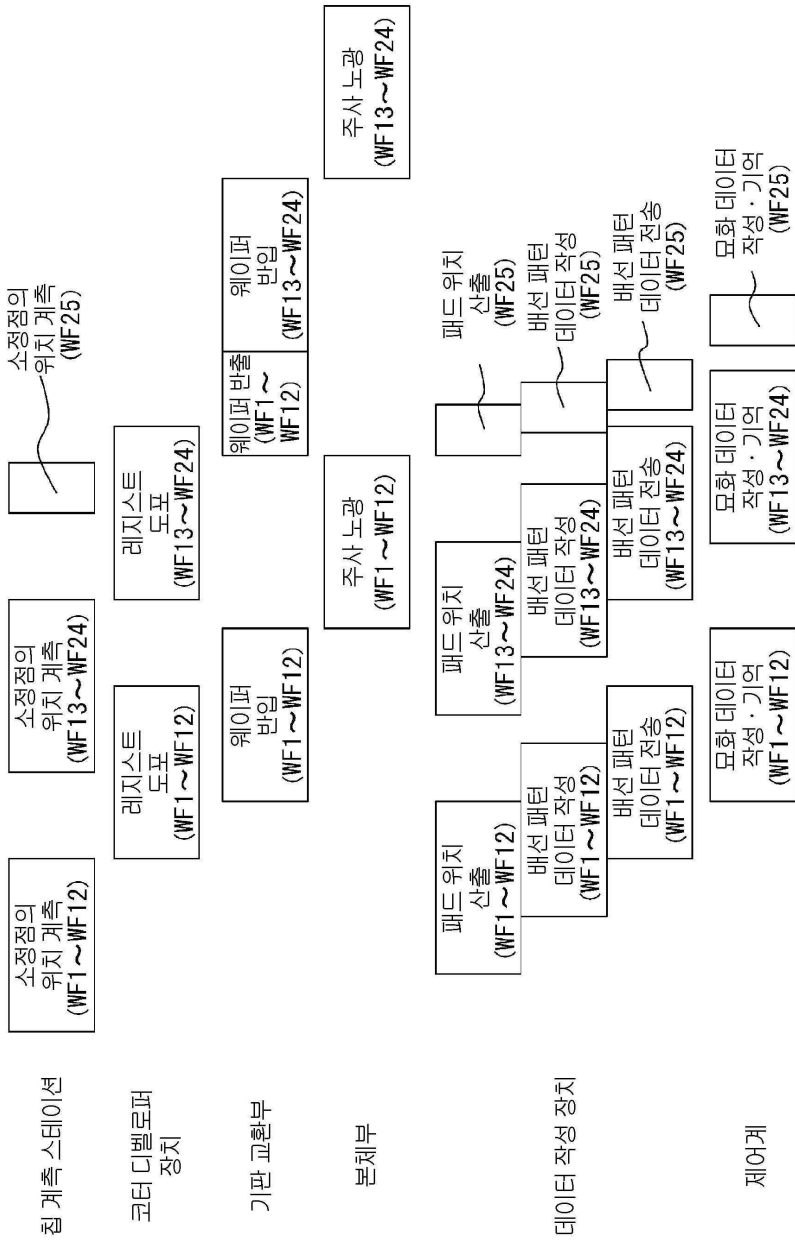 칩 계측 스테이션
소정점의
위치 계측
(WF1～WF12)
소정점의
위치 계측
(WF13～WF24)
소정점의
위치 계측
(WF25)
코터 디벨로퍼
장치
레지스트
도포
(WF1～WF12)
레지스트
도포
(WF13～WF24)
기판 교환부
웨이퍼
반입
(WF1～WF12)
웨이퍼 반출
(WF1～
WF12)
웨이퍼
반입
(WF13～WF24)
본체부
주사 노광
(WF1～WF12)
주사 노광
(WF13～WF24)
데이터 작성 장치
패드 위치
산출
(WF1～WF12)
패드 위치
산출
(WF13～WF24)
패드 위치
산출
(WF25)
배선 패턴
데이터 작성
(WF1～WF12)
배선 패턴
데이터 작성
(WF13～WF24)
배선 패턴
데이터 작성
(WF25)
배선 패턴
데이터 전송
(WF1～WF12)
배선 패턴
데이터 전송
(WF13～WF24)
배선 패턴
데이터 전송
(WF25)
제어계
묘화 데이터
작성·기억
(WF1～WF12)
묘화 데이터
작성·기억
(WF13～WF24)
묘화 데이터
작성·기억
(WF25)